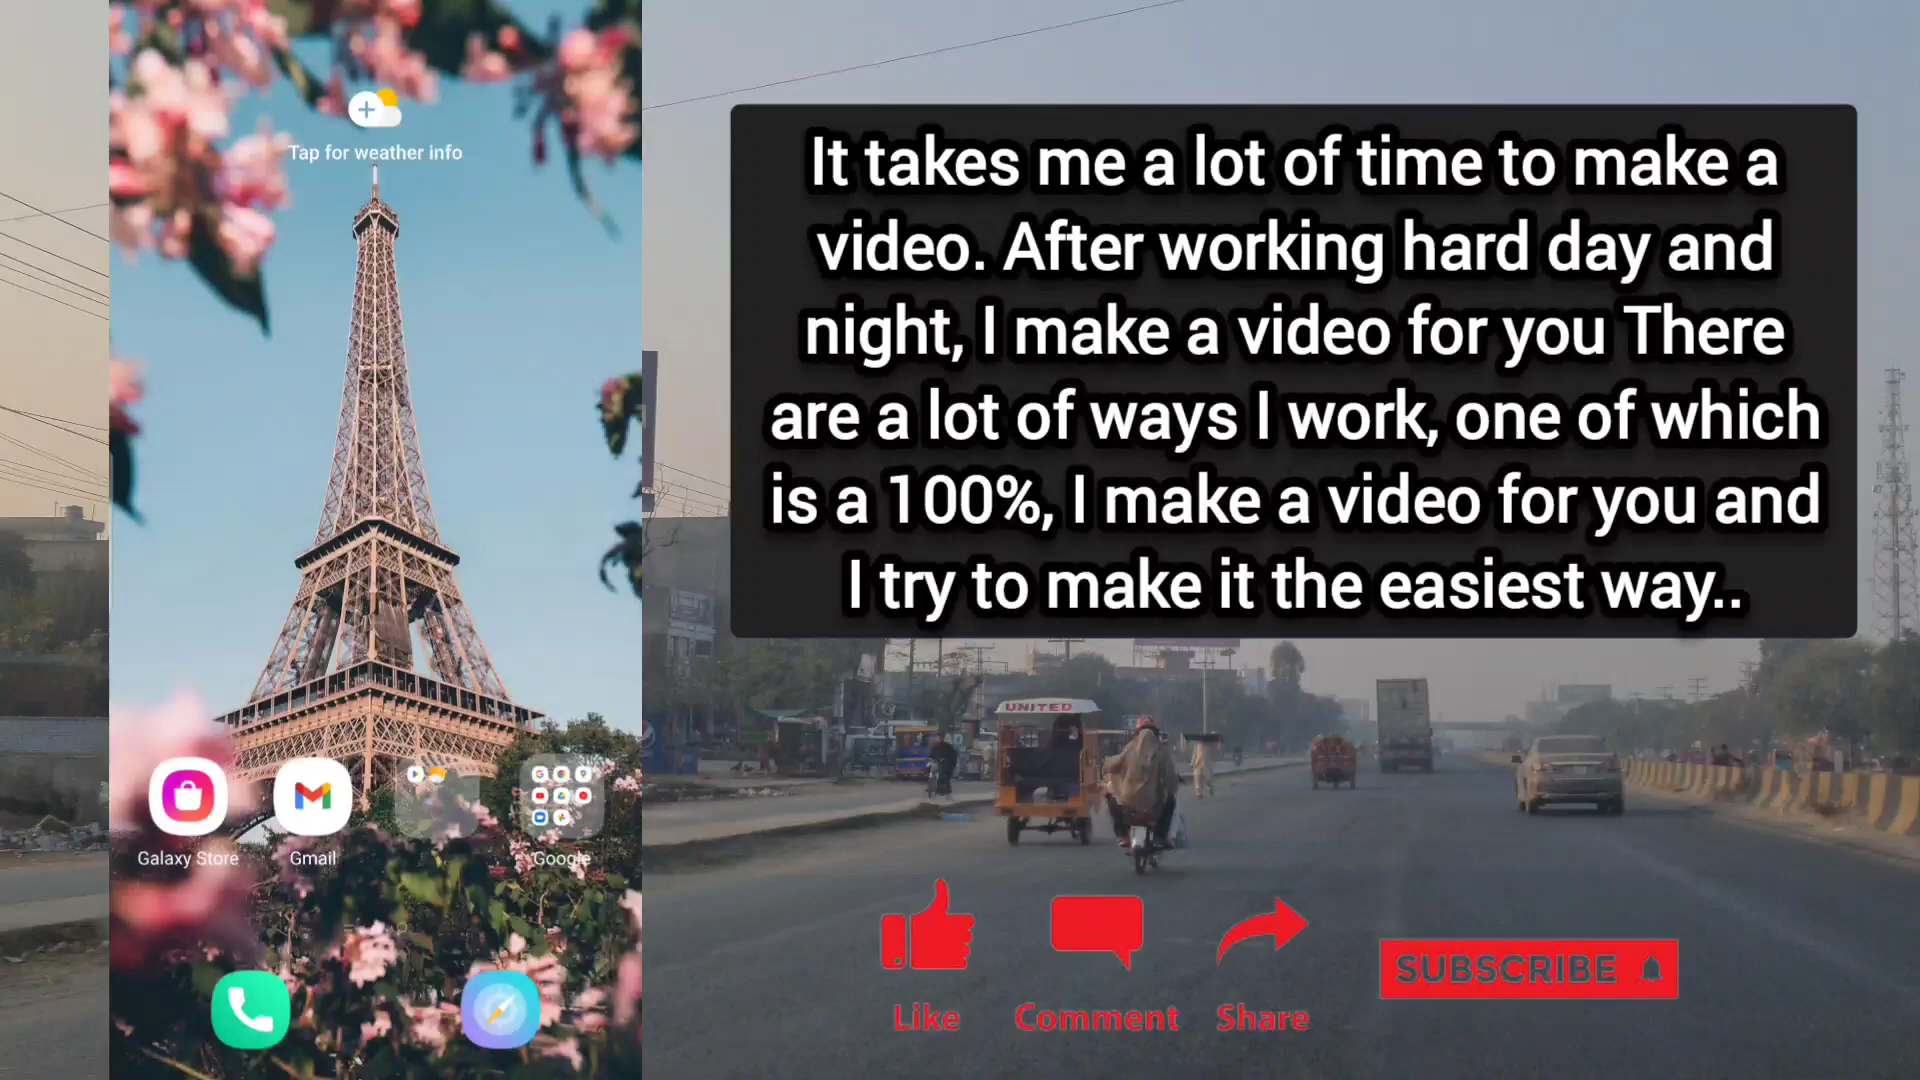 Tap for weather info
Galaxy Store
Gmail
Google
It takes me a lot of time to make a
video. After working hard day and
night, I make a video for you There
are a lot of ways I work, one of which
is a 100%, I make a video for you and
I try to make it the easiest way..
UNITED
Like
Comment
Share
SUBSCRIBE